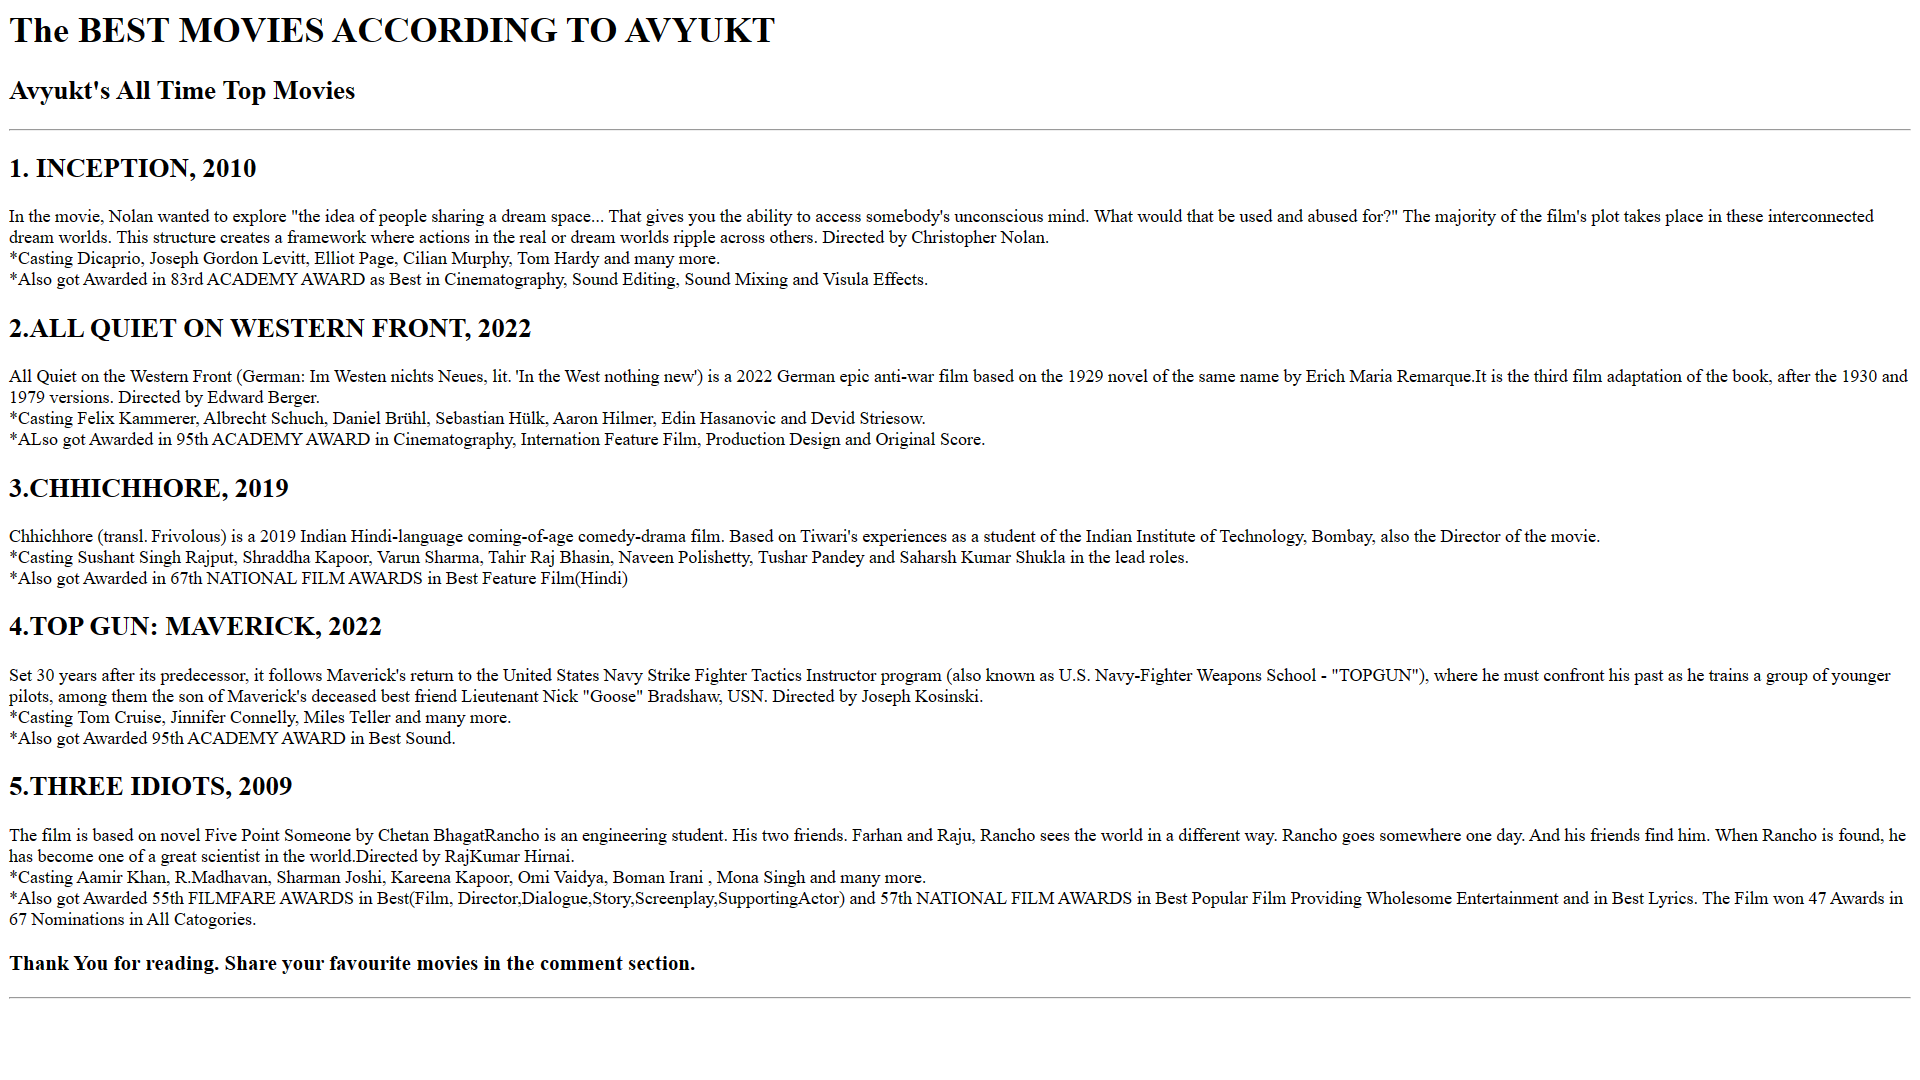 The BEST MOVIES ACCORDING TO AVYUKT
Avyukt's All Time Top Movies
1. INCEPTION, 2010
In the movie, Nolan wanted to explore "the idea of people sharing a dream space... That gives you the ability to access somebody's unconscious mind. What would that be used and abused for?" The majority of the film's plot takes place in these interconnected
dream worlds. This structure creates a framework where actions in the real or dream worlds ripple across others. Directed by Christopher Nolan.
*Casting Dicaprio, Joseph Gordon Levitt, Elliot Page, Cilian Murphy, Tom Hardy and many more.
*Also got Awarded in 83rd ACADEMY AWARD as Best in Cinematography, Sound Editing, Sound Mixing and Visula Effects.
2.ALL QUIET ON WESTERN FRONT, 2022
All Quiet on the Western Front (German: Im Westen nichts Neues, lit. 'In the West nothing new') is a 2022 German epic anti-war film based on the 1929 novel of the same name by Erich Maria Remarque.It is the third film adaptation of the book, after the 1930 and
1979 versions. Directed by Edward Berger.
*Casting Felix Kammerer, Albrecht Schuch, Daniel Brühl, Sebastian Hülk, Aaron Hilmer, Edin Hasanovic and Devid Striesow.
*ALso got Awarded in 95th ACADEMY AWARD in Cinematography, Internation Feature Film, Production Design and Original Score.
3.CHHICHHORE, 2019
Chhichhore (transl. Frivolous) is a 2019 Indian Hindi-language coming-of-age comedy-drama film. Based on Tiwari's experiences as a student of the Indian Institute of Technology, Bombay, also the Director of the movie.
*Casting Sushant Singh Rajput, Shraddha Kapoor, Varun Sharma, Tahir Raj Bhasin, Naveen Polishetty, Tushar Pandey and Saharsh Kumar Shukla in the lead roles.
*Also got Awarded in 67th NATIONAL FILM AWARDS in Best Feature Film(Hindi)
4.TOP GUN: MAVERICK, 2022
Set 30 years after its predecessor, it follows Maverick's return to the United States Navy Strike Fighter Tactics Instructor program (also known as U.S. Navy-Fighter Weapons School - "TOPGUN"), where he must confront his past as he trains a group of younger
pilots, among them the son of Maverick's deceased best friend Lieutenant Nick "Goose" Bradshaw, USN. Directed by Joseph Kosinski.
*Casting Tom Cruise, Jinnifer Connelly, Miles Teller and many more.
*Also got Awarded 95th ACADEMY AWARD in Best Sound.
5.THREE IDIOTS, 2009
The film is based on novel Five Point Someone by Chetan BhagatRancho is an engineering student. His two friends. Farhan and Raju, Rancho sees the world in a different way. Rancho goes somewhere one day. And his friends find him. When Rancho is found, he
has become one of a great scientist in the world.Directed by RajKumar Hirnai.
*Casting Aamir Khan, R.Madhavan, Sharman Joshi, Kareena Kapoor, Omi Vaidya, Boman Irani , Mona Singh and many more.
*Also got Awarded 55th FILMFARE AWARDS in Best(Film, Director,Dialogue,Story,Screenplay,SupportingActor) and 57th NATIONAL FILM AWARDS in Best Popular Film Providing Wholesome Entertainment and in Best Lyrics. The Film won 47 Awards in
67 Nominations in All Catogories.
Thank You for reading. Share your favourite movies in the comment section.